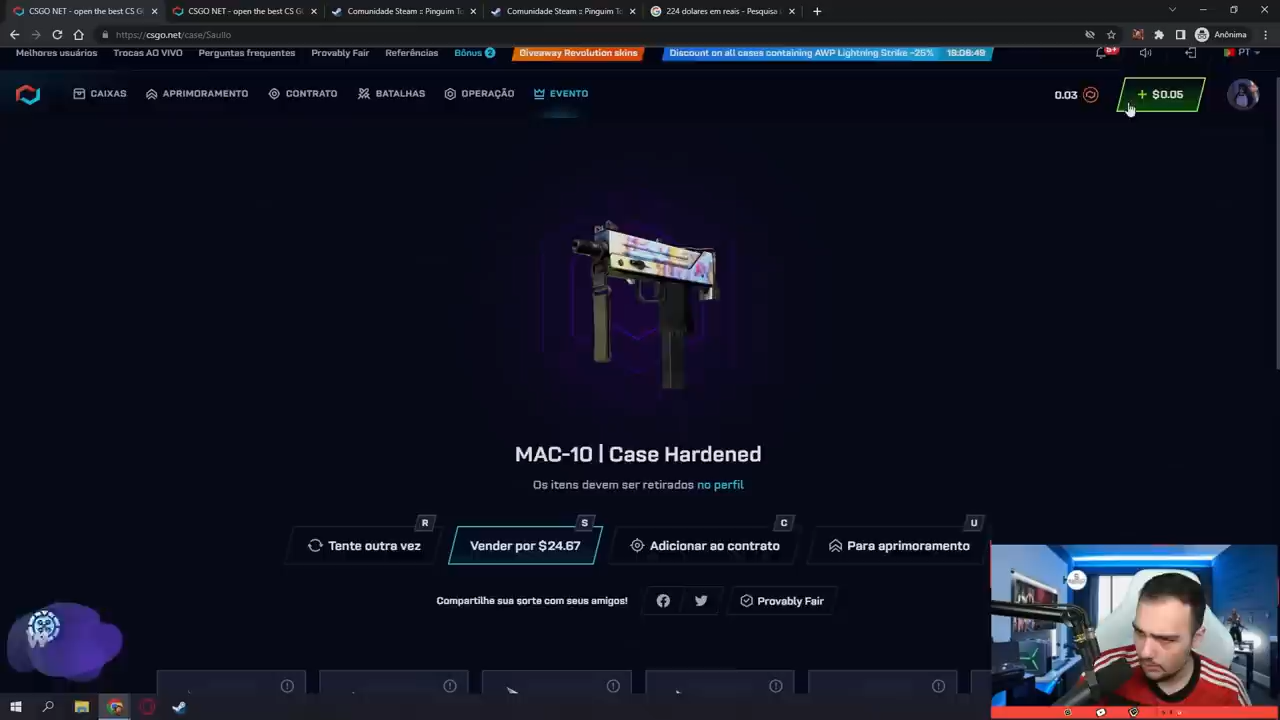 CSGO NET - open the best CS G
CSGO NET - open the best CS GO
Comunidade Steam :: Pinguim To
Comunidade Steam :: Pinguim To
224 dolares em reais - Pesquisa
https://csgo.net/case/Saullo
Anônima
Melhores usuários
Trocas AO VIVO
Perguntas frequentes
Provably Fair
Referências
Bônus 2
Giveaway Revolution skins
Discount on all cases containing AWP Lightning Strike -25%
PT
CAIXAS
APRIMORAMENTO
CONTRATO
BATALHAS
OPERAÇÃO
EVENTO
0.03
+ $0.05
MAC-10 | Case Hardened
Os itens devem ser retirados no perfil
R
S
C
U
Tente outra vez
Vender por $24.67
Adicionar ao contrato
Para aprimoramento
Compartilhe sua sorte com seus amigos!
Provably Fair